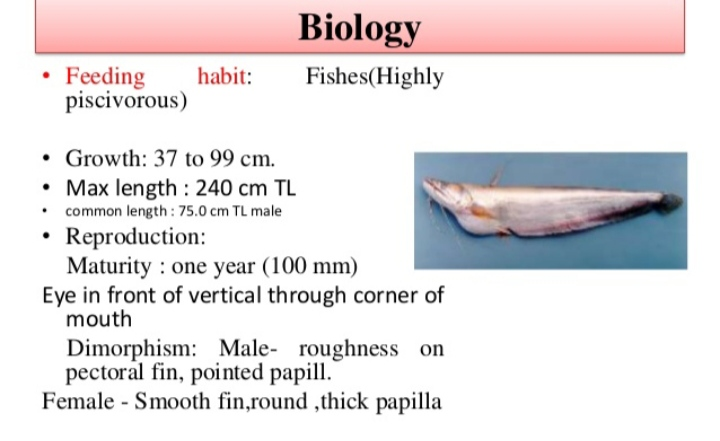 Biology
• Feeding habit: Fishes(Highly
piscivorous)
• Growth: 37 to 99 cm.
• Max length : 240 cm TL
• common length : 75.0 cm TL male
• Reproduction:
Maturity : one year (100 mm)
Eye in front of vertical through corner of
mouth
Dimorphism: Male- roughness on
pectoral fin, pointed papill.
Female - Smooth fin,round ,thick papilla